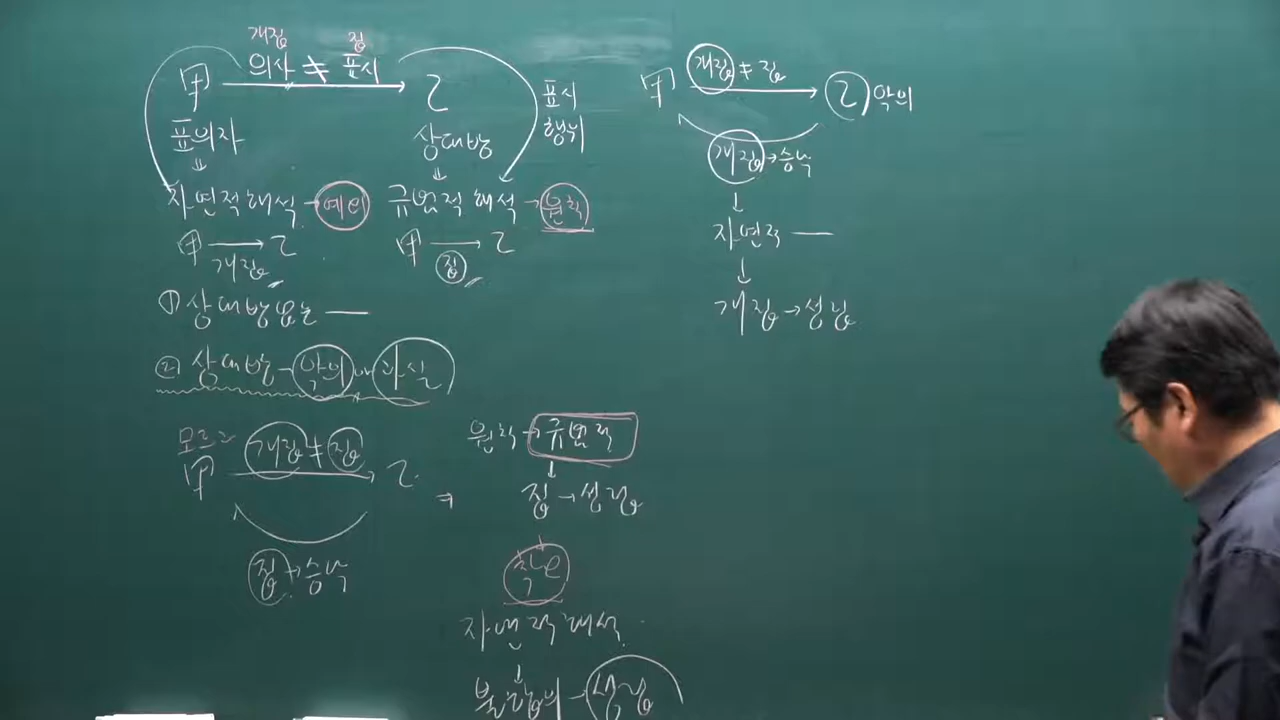 개집 집
의사 ≠ 표시
甲 → 乙
표의자 상대방
표시
행위
자연적 해석 → 예외
규범적 해석 → 원칙
甲 → 乙
개집
甲 → 乙
집
① 상대방 없는 —
② 상대방 - 악의 or 과실
모르고
甲 개집 ≠ 집 → 乙
집 → 승낙
⇒
원칙 → 규범적
↓
집 → 성립
↓
착오
자연적 해석
↓
불합의 →
甲 개집 ≠ 집 → 乙 악의
개집 → 승낙
↓
자연적 —
↓
개집 → 성립